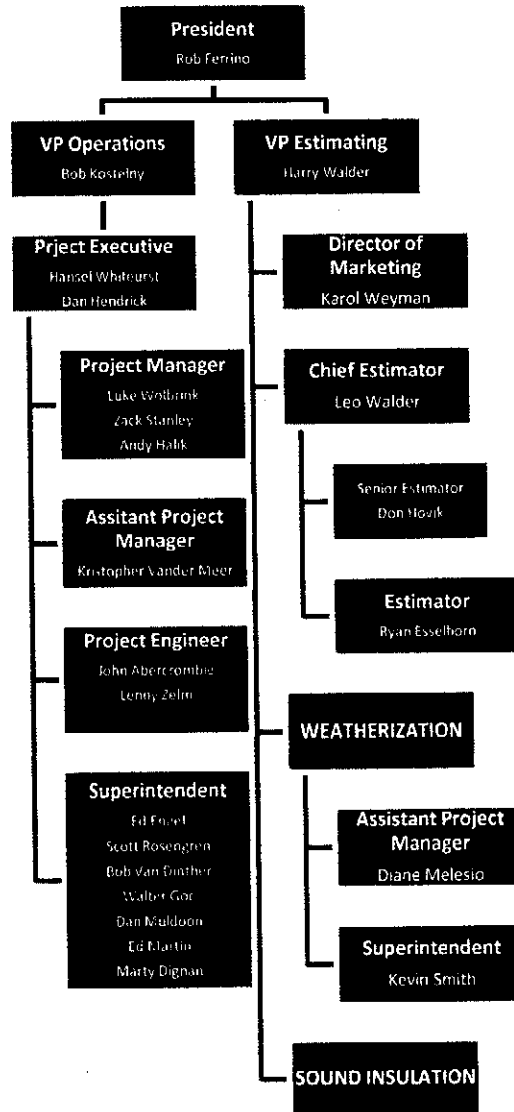 President
Rob Ferrino
VP Operations
Bob Kostelny
VP Estimating
Harry Walder
Prject Executive
Hansel Whiteurst
Dan Hendrick
Project Manager
Luke Wolbrink
Zack Stanley
Andy Halik
Assitant Project
Manager
Kristopher Vander Meer
Project Engineer
John Abercrombie
Lenny Zelm
Superintendent
Ed
Scott Rosengren
Bob Van Dinther
Walter
Dan Muldoon
Ed Martin
Marty Dignan
Director of
Marketing
Karol Weyman
Chief Estimator
Leo Walder
Senior Estimator
Don Hovik
Estimator
Ryan Esselhorn
WEATHERIZATION
Assistant Project
Manager
Diane Melesio
Superintendent
Kevin Smith
SOUND INSULATION